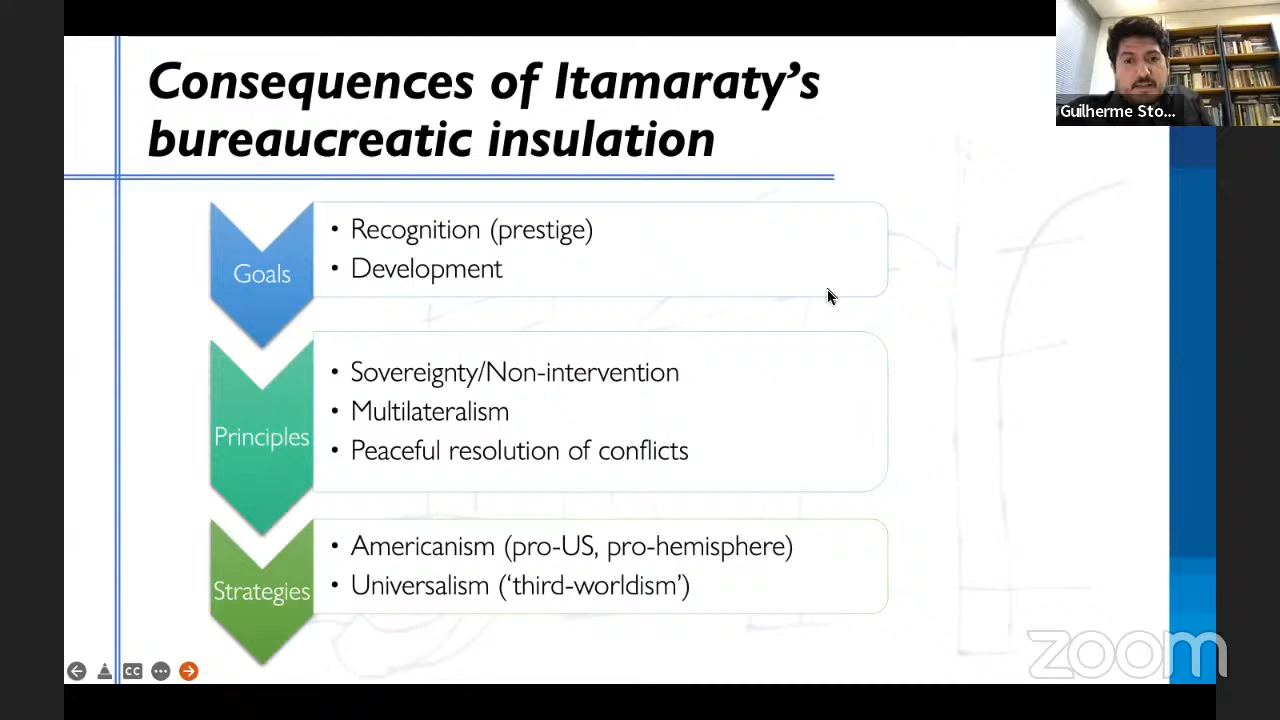 Consequences of Itamaraty’s
bureaucreatic insulation
Guilherme Sto...
Goals
• Recognition (prestige)
• Development
Principles
• Sovereignty/Non-intervention
• Multilateralism
• Peaceful resolution of conflicts
Strategies
• Americanism (pro-US, pro-hemisphere)
• Universalism (‘third-worldism’)
CC
zoom